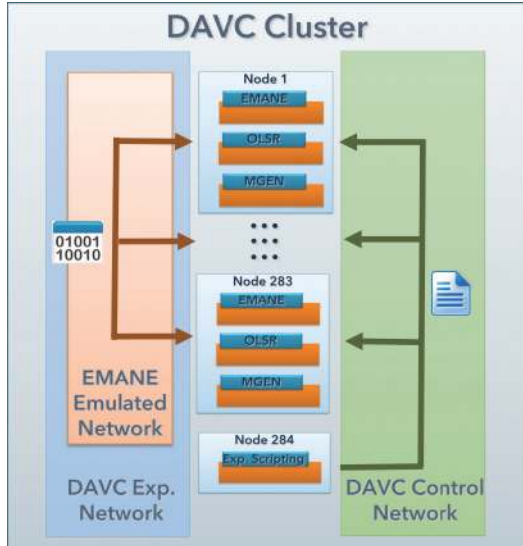 DAVC Cluster
Node 1
EMANE
OLSR
MGEN
01001
10010
Node 283
EMANE
OLSR
MGEN
EMANE
Emulated
Network
Node 284
Exp. Scripting
DAVC Exp.
Network
DAVC Control
Network